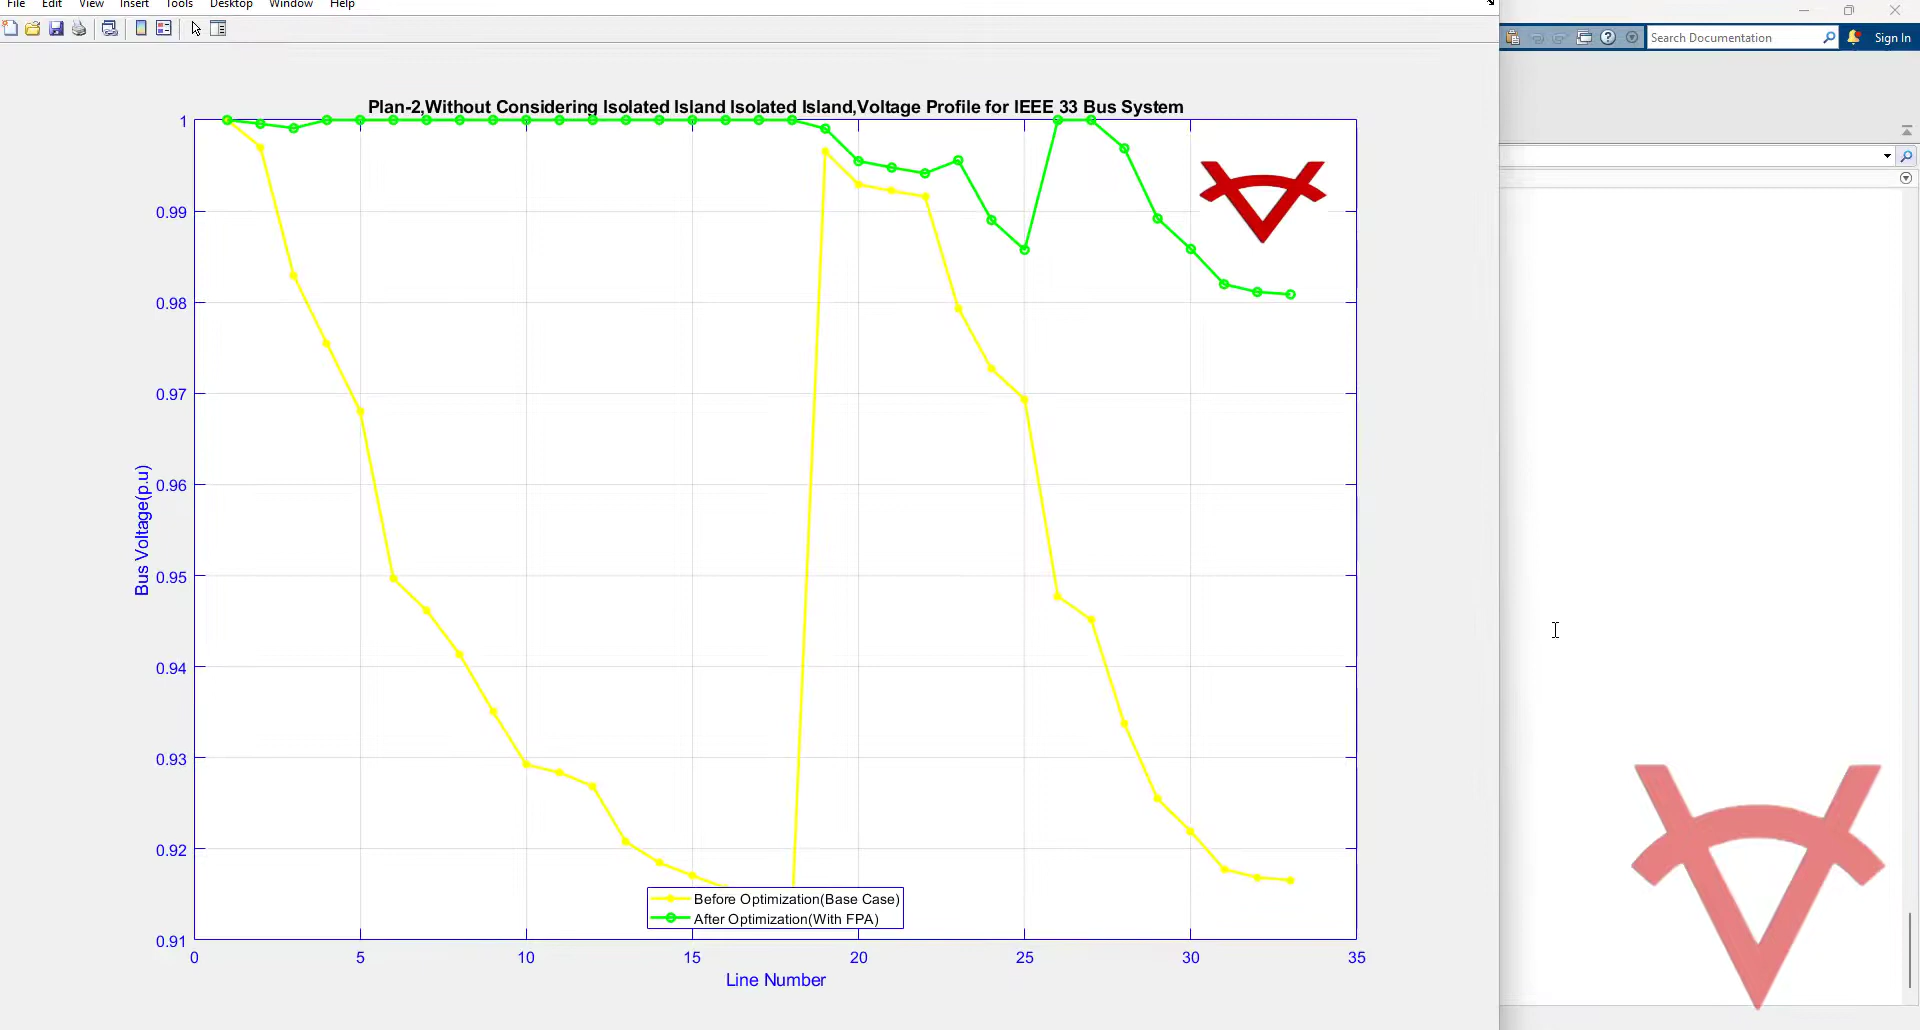 File Edit View Insert Tools Desktop Window Help
Search Documentation
Sign In
Plan-2,Without Considering Isolated Island Isolated Island,Voltage Profile for IEEE 33 Bus System
1
0.99
0.98
0.97
0.96
0.95
0.94
0.93
0.92
0.91
Bus Voltage(p.u)
Before Optimization(Base Case)
After Optimization(With FPA)
0 5 10 15 20 25 30 35
Line Number